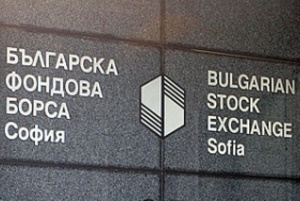 БЪЛГАРСКА
ФОНДОВА
БОРСА
София
BULGARIAN
STOCK
EXCHANGE
Sofia